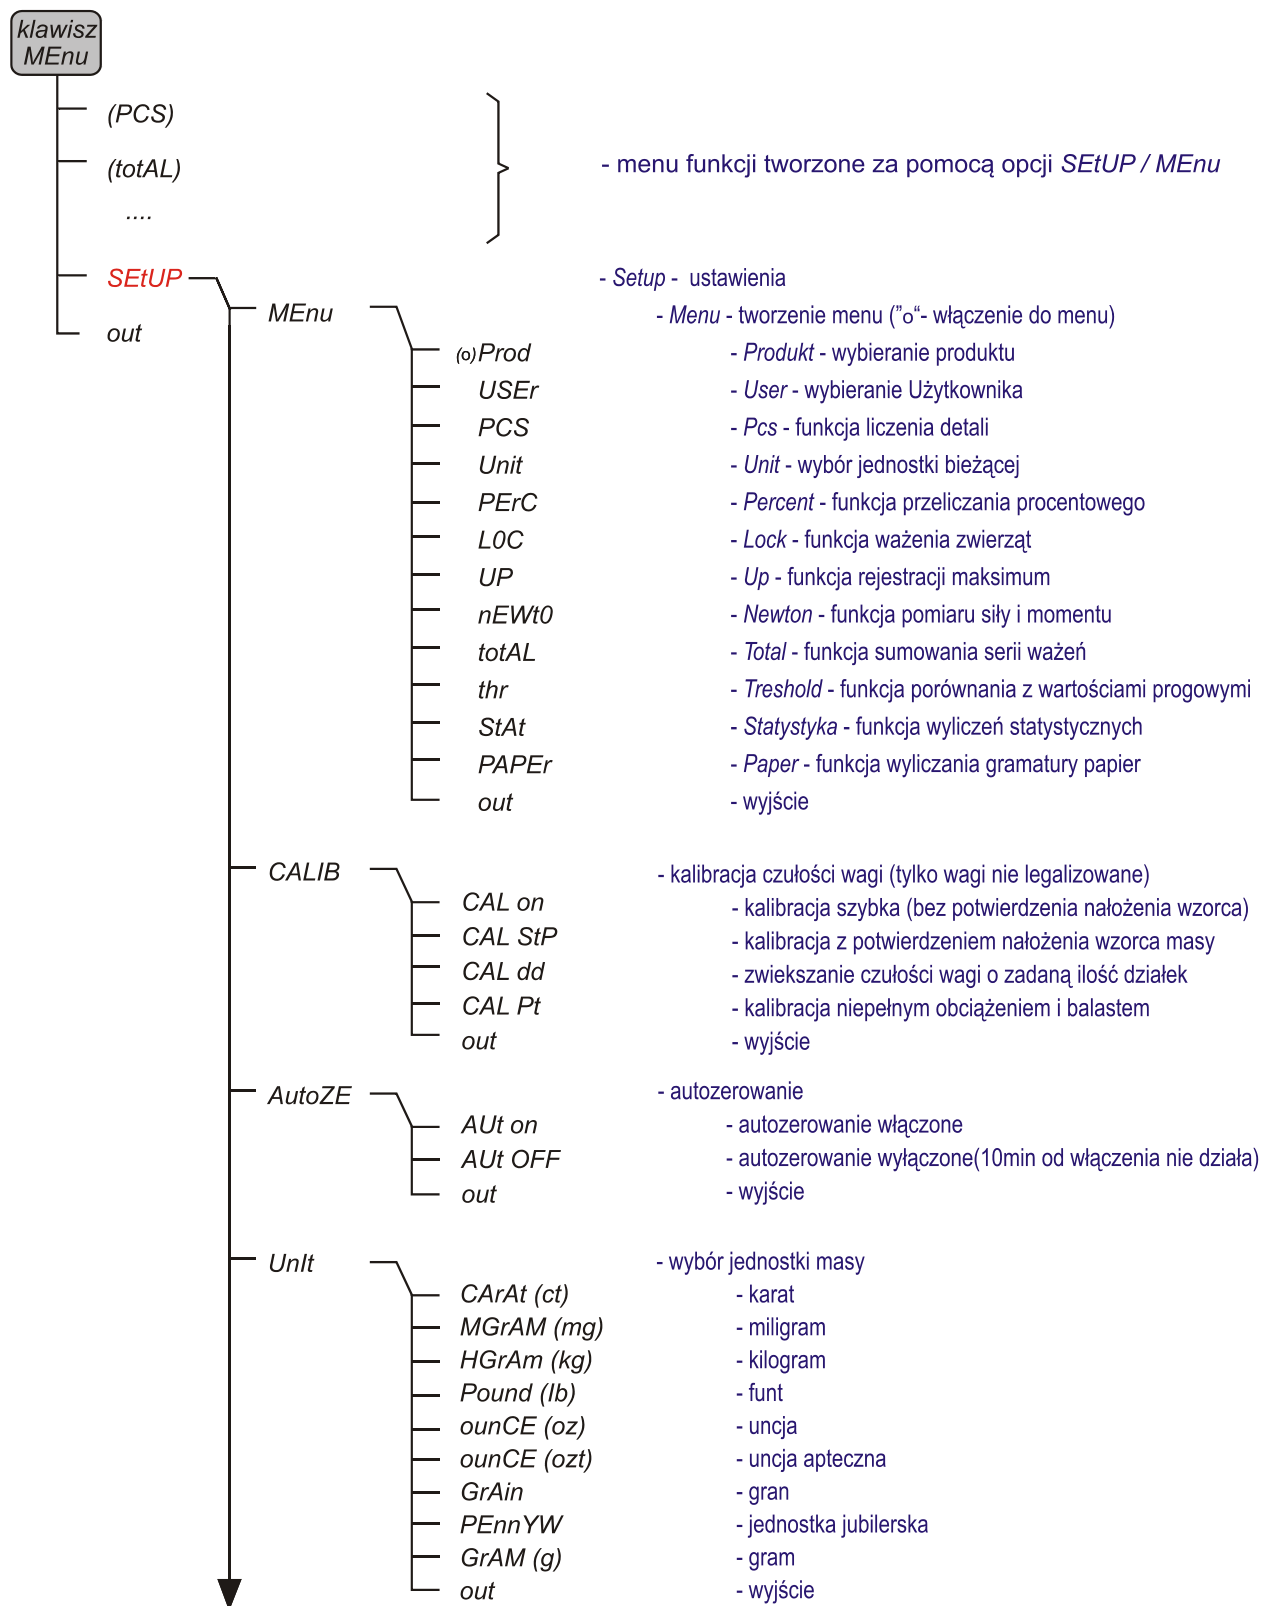 klawisz
MEnu
(PCS)
(totAL)
....
- menu funkcji tworzone za pomocą opcji SEtUP / MEnu
SEtUP - Setup - ustawienia
out
MEnu - Menu - tworzenie menu ("o"- włączenie do menu)
(o) Prod - Produkt - wybieranie produktu
USEr - User - wybieranie Użytkownika
PCS - Pcs - funkcja liczenia detali
Unit - Unit - wybór jednostki bieżącej
PErC - Percent - funkcja przeliczania procentowego
L0C - Lock - funkcja ważenia zwierząt
UP - Up - funkcja rejestracji maksimum
nEWt0 - Newton - funkcja pomiaru siły i momentu
totAL - Total - funkcja sumowania serii ważeń
thr - Treshold - funkcja porównania z wartościami progowymi
StAt - Statystyka - funkcja wyliczeń statystycznych
PAPEr - Paper - funkcja wyliczania gramatury papier
out - wyjście
CALIB - kalibracja czułości wagi (tylko wagi nie legalizowane)
CAL on - kalibracja szybka (bez potwierdzenia nałożenia wzorca)
CAL StP - kalibracja z potwierdzeniem nałożenia wzorca masy
CAL dd - zwiekszanie czułości wagi o zadaną ilość działek
CAL Pt - kalibracja niepełnym obciążeniem i balastem
out - wyjście
AutoZE - autozerowanie
AUt on - autozerowanie włączone
AUt OFF - autozerowanie wyłączone(10min od włączenia nie działa)
out - wyjście
UnIt - wybór jednostki masy
CArAt (ct) - karat
MGrAM (mg) - miligram
HGrAm (kg) - kilogram
Pound (lb) - funt
ounCE (oz) - uncja
ounCE (ozt) - uncja apteczna
GrAin - gran
PEnnYW - jednostka jubilerska
GrAM (g) - gram
out - wyjście